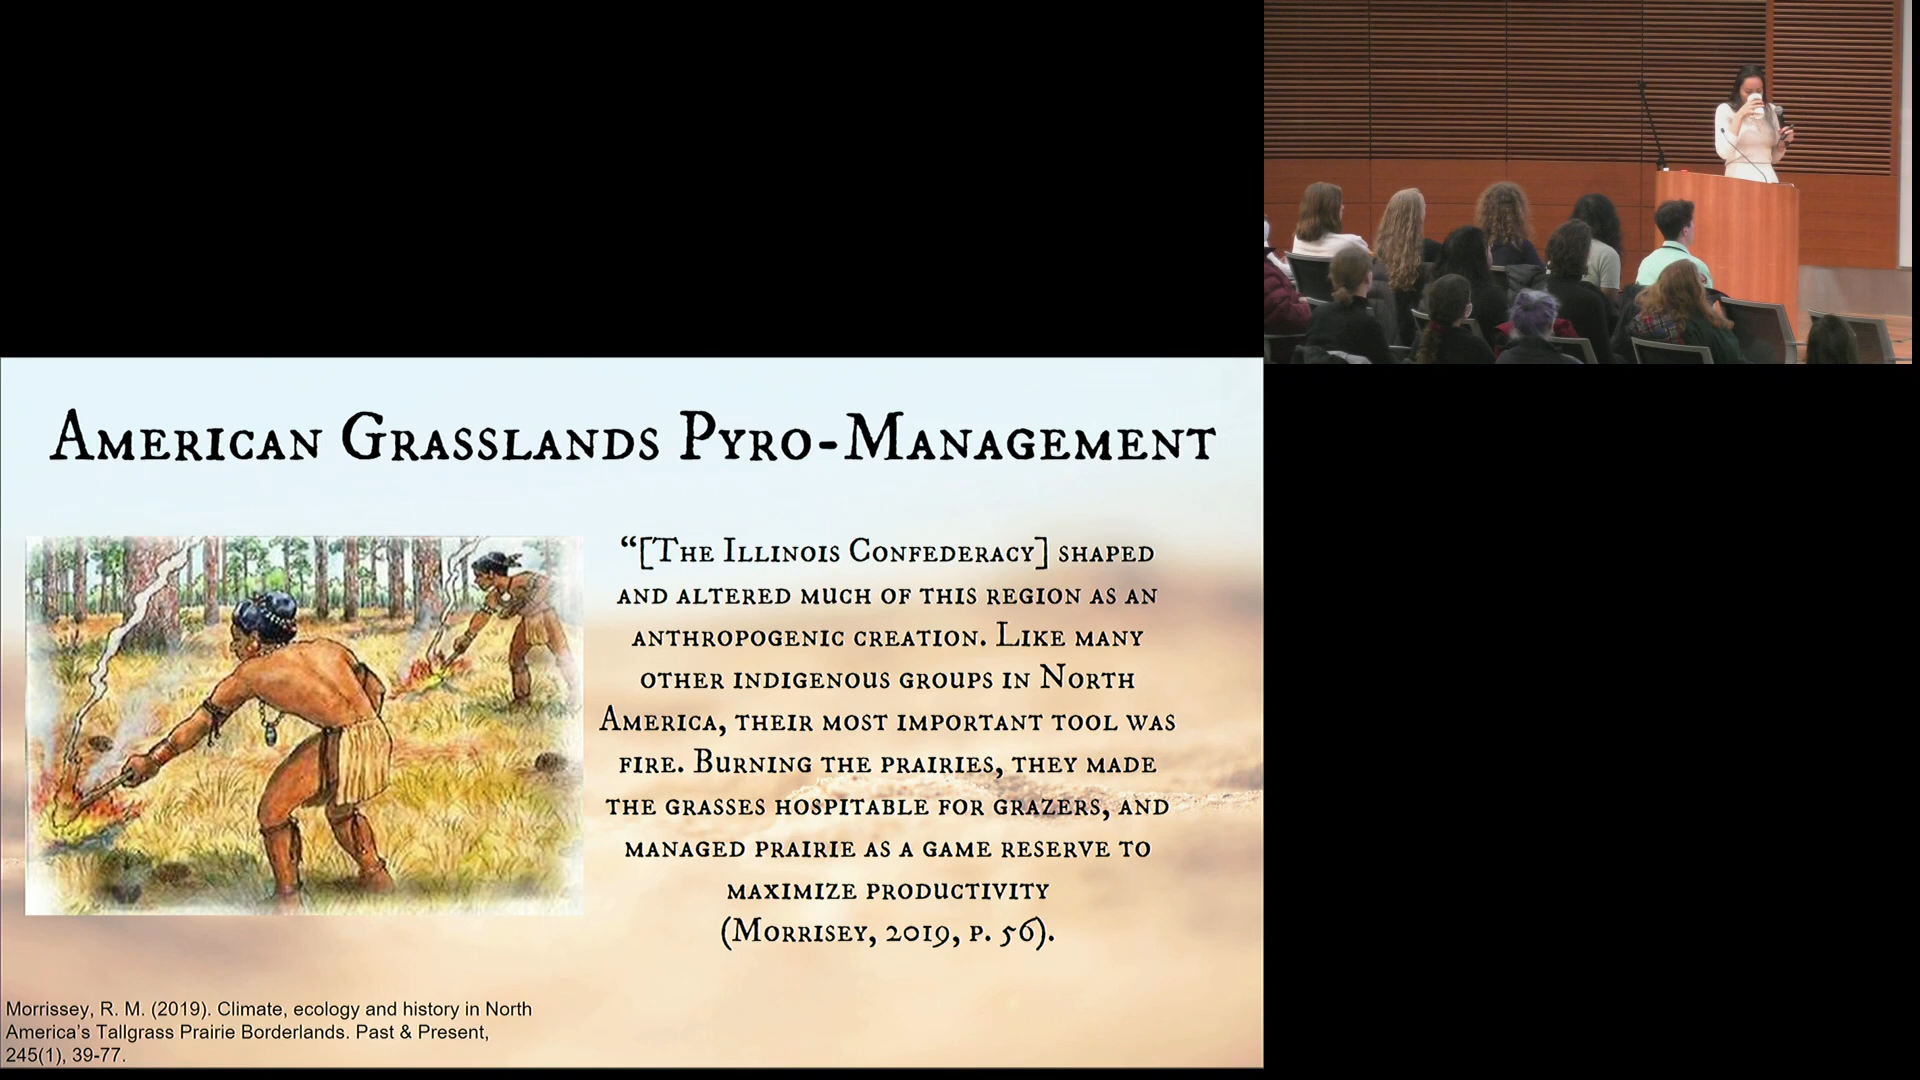 American Grasslands Pyro-Management
“[The Illinois Confederacy] shaped
and altered much of this region as an
anthropogenic creation. Like many
other indigenous groups in North
America, their most important tool was
fire. Burning the prairies, they made
the grasses hospitable for grazers, and
managed prairie as a game reserve to
maximize productivity
(Morrisey, 2019, p. 56).
Morrissey, R. M. (2019). Climate, ecology and history in North
America’s Tallgrass Prairie Borderlands. Past & Present,
245(1), 39-77.